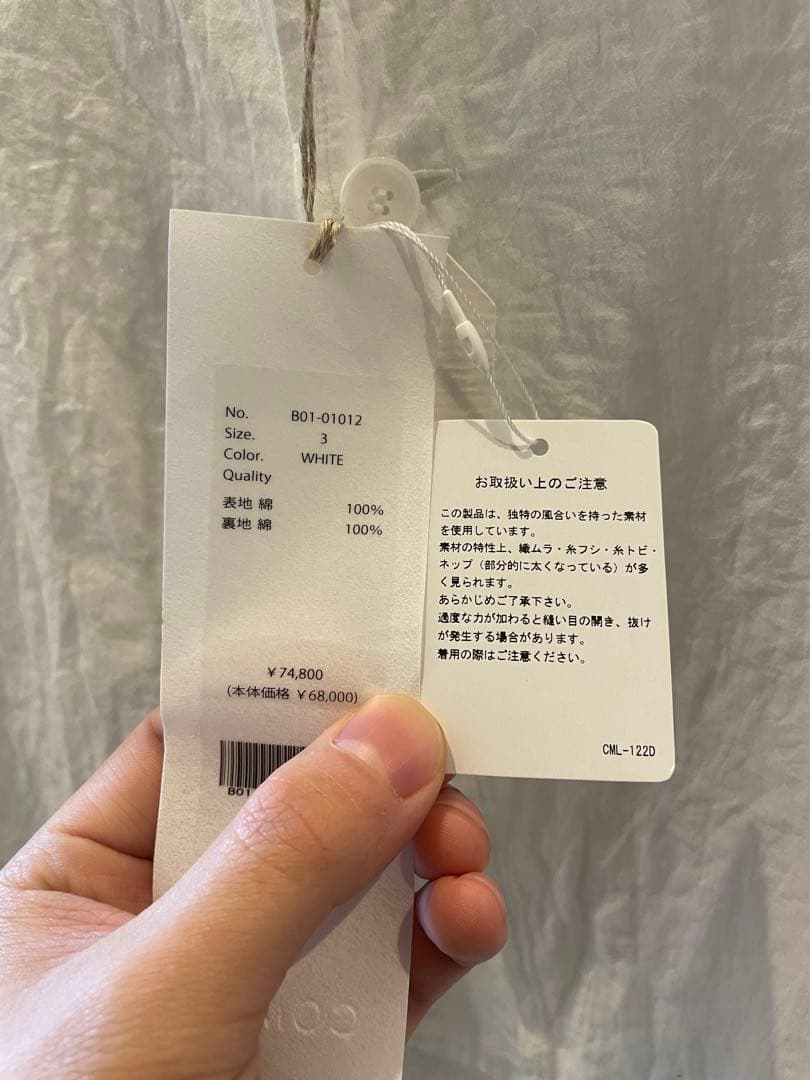 No. B01-01012
Size. 3
Color. WHITE
Quality
表地 綿 100%
裏地 綿 100%
￥74,800
(本体価格 ￥68,000)
B01
お取扱い上のご注意
この製品は、独特の風合いを持った素材
を使用しています。
素材の特性上、織ムラ・糸フシ・糸トビ・
ネップ（部分的に太くなっている）が多
く見られます。
あらかじめご了承下さい。
過度な力が加わると縫い目の開き、抜け
が発生する場合があります。
着用の際はご注意ください。
CML-122D